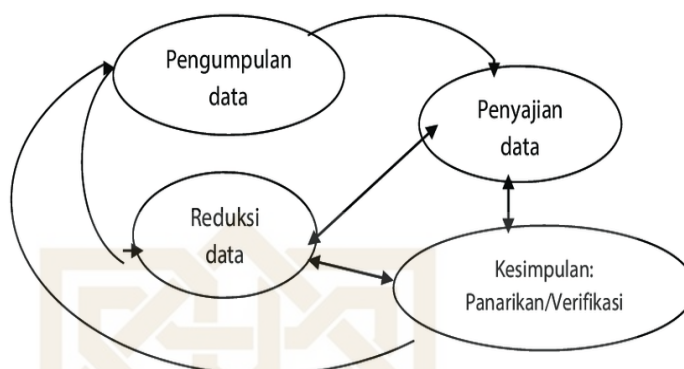 Pengumpulan
data
Penyajian
data
Reduksi
data
Kesimpulan:
Panarikan/Verifikasi